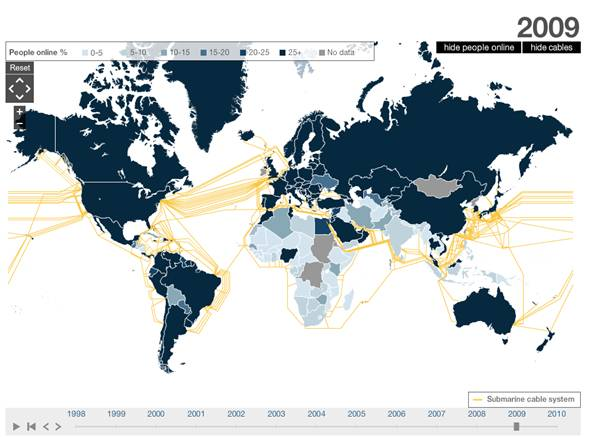 2009
hide people online hide cables
People online % 0-5 5-10 10-15 15-20 20-25 25+ No data
Reset
+
−
Submarine cable system
1998 1999 2000 2001 2002 2003 2004 2005 2006 2007 2008 2009 2010